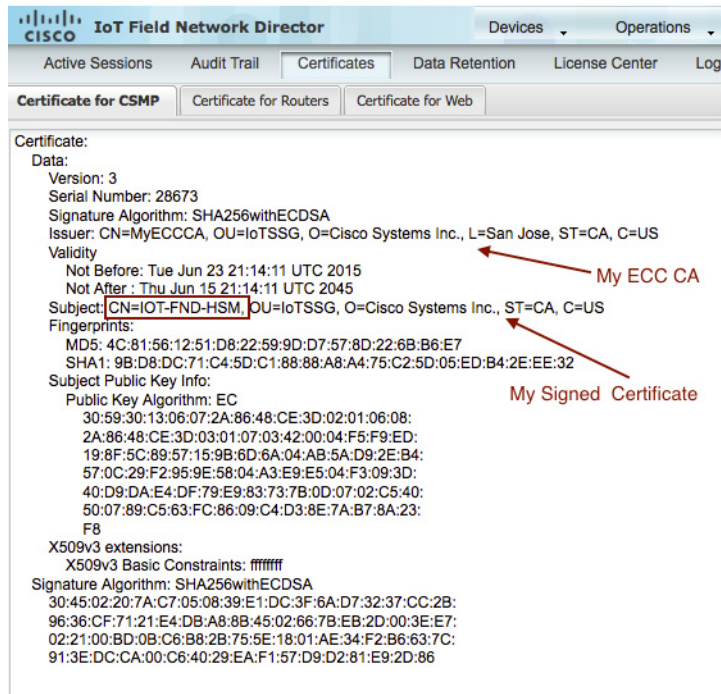 CISCO IoT Field Network Director Devices Operations
Active Sessions Audit Trail Certificates Data Retention License Center Log
Certificate for CSMP Certificate for Routers Certificate for Web
Certificate:
Data:
Version: 3
Serial Number: 28673
Signature Algorithm: SHA256withECDSA
Issuer: CN=MyECCCA, OU=IoTSSG, O=Cisco Systems Inc., L=San Jose, ST=CA, C=US
Validity
Not Before: Tue Jun 23 21:14:11 UTC 2015
My ECC CA
Not After : Thu Jun 15 21:14:11 UTC 2045
Subject: CN=IOT-FND-HSM, OU=IoTSSG, O=Cisco Systems Inc., ST=CA, C=US
Fingerprints:
MD5: 4C:81:56:12:51:D8:22:59:9D:D7:57:8D:22:6B:B6:E7
SHA1: 9B:D8:DC:71:C4:5D:C1:88:88:A8:A4:75:C2:5D:05:ED:B4:2E:EE:32
Subject Public Key Info:
My Signed Certificate
Public Key Algorithm: EC
30:59:30:13:06:07:2A:86:48:CE:3D:02:01:06:08:
2A:86:48:CE:3D:03:01:07:03:42:00:04:F5:F9:ED:
19:8F:5C:89:57:15:9B:6D:6A:04:AB:5A:D9:2E:B4:
57:0C:29:F2:95:9E:58:04:A3:E9:E5:04:F3:09:3D:
40:D9:DA:E4:DF:79:E9:83:73:7B:0D:07:02:C5:40:
50:07:89:C5:63:FC:86:09:C4:D3:8E:7A:B7:8A:23:
F8
X509v3 extensions:
X509v3 Basic Constraints: ffffffff
Signature Algorithm: SHA256withECDSA
30:45:02:20:7A:C7:05:08:39:E1:DC:3F:6A:D7:32:37:CC:2B:
96:36:CF:71:21:E4:DB:A8:8B:45:02:66:7B:EB:2D:00:3E:E7:
02:21:00:BD:0B:C6:B8:2B:75:5E:18:01:AE:34:F2:B6:63:7C:
91:3E:DC:CA:00:C6:40:29:EA:F1:57:D9:D2:81:E9:2D:86